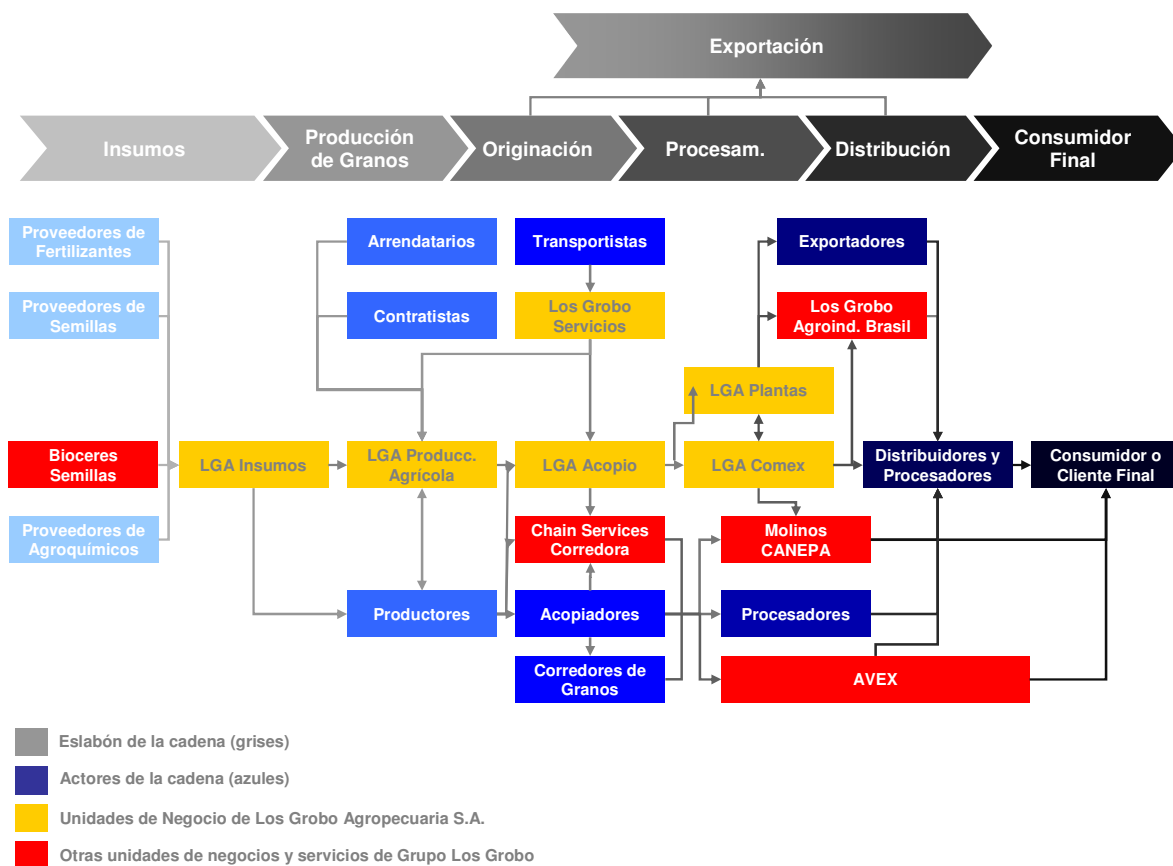 Exportación
Insumos
Producción
de Granos
Originación
Procesam.
Distribución
Consumidor
Final
Proveedores de
Fertilizantes
Arrendatarios
Transportistas
Exportadores
Proveedores
de Semillas
Contratistas
Los Grobo
Servicios
Los Grobo
Agroind. Brasil
LGA Plantas
Bioceres
Semillas
LGA Insumos
LGA Producc.
Agrícola
LGA Acopio
LGA Comex
Distribuidores y
Procesadores
Consumidor o
Cliente Final
Proveedores de
Agroquímicos
Chain Services
Corredora
Molinos
CANEPA
Productores
Acopiadores
Procesadores
Corredores de
Granos
AVEX
Eslabón de la cadena (grises)
Actores de la cadena (azules)
Unidades de Negocio de Los Grobo Agropecuaria S.A.
Otras unidades de negocios y servicios de Grupo Los Grobo